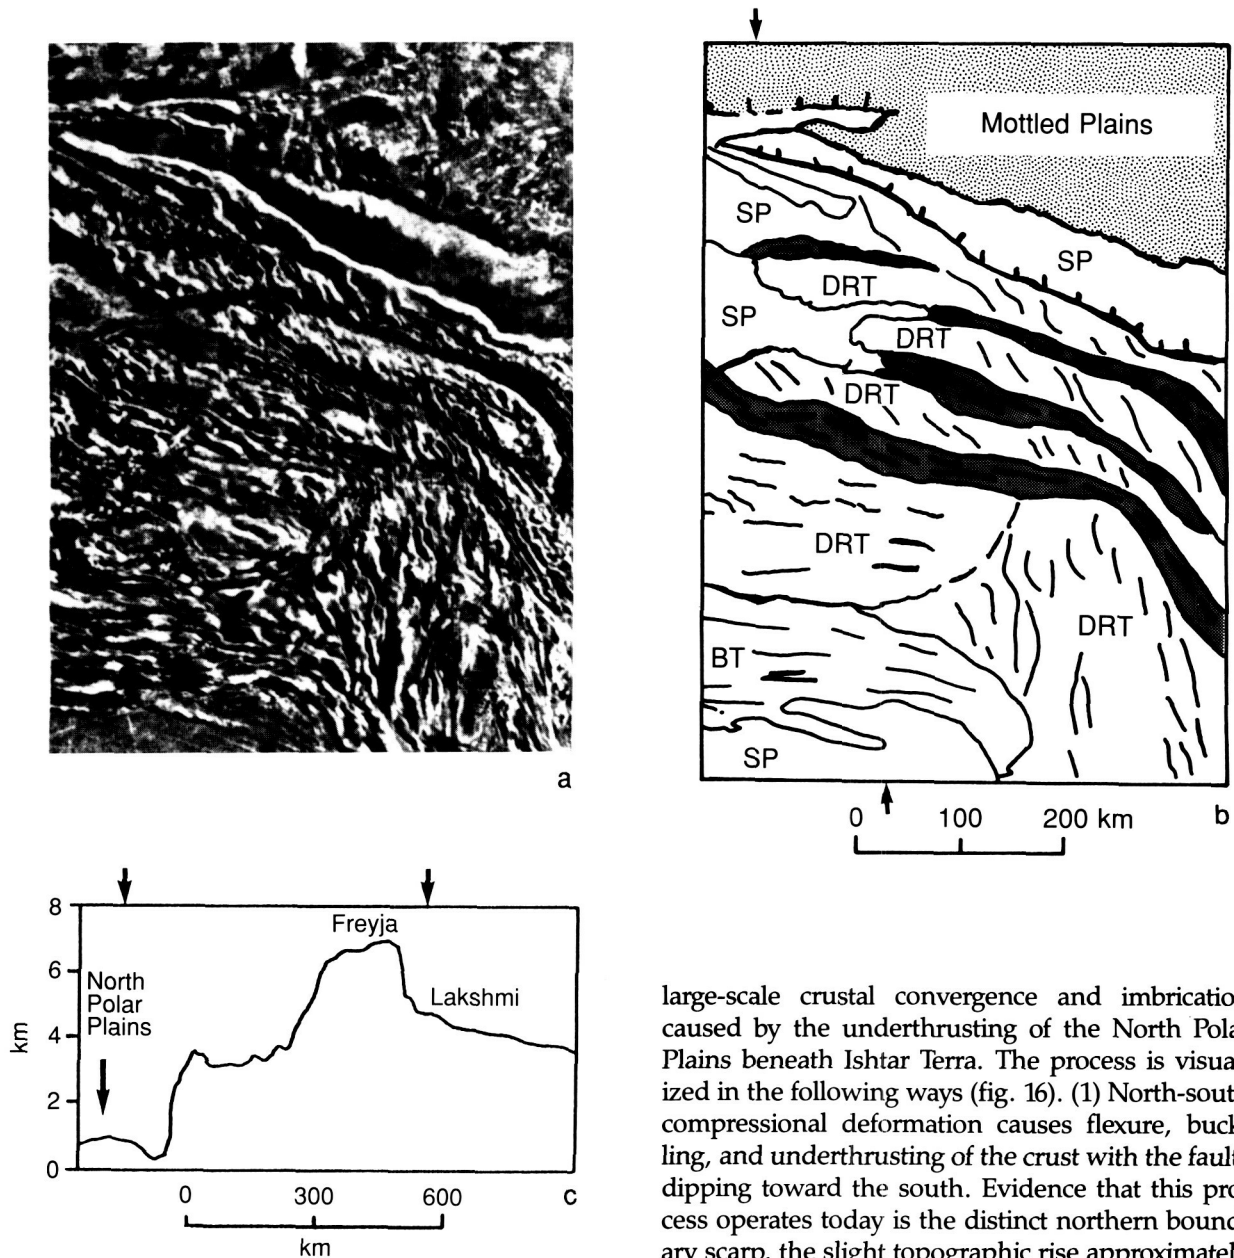 a
Mottled Plains
SP
SP
DRT
SP
DRT
DRT
DRT
DRT
BT
SP
0 100 200 km
b
8
6
4
2
0
km
North
Polar
Plains
Freyja
Lakshmi
0 300 600
km
c
large-scale crustal convergence and imbricatio
caused by the underthrusting of the North Pola
Plains beneath Ishtar Terra. The process is visua
ized in the following ways (fig. 16). (1) North-sout
compressional deformation causes flexure, buck
ling, and underthrusting of the crust with the fault
dipping toward the south. Evidence that this pro
cess operates today is the distinct northern bound
ary scarp, the slight topographic rise approximatel